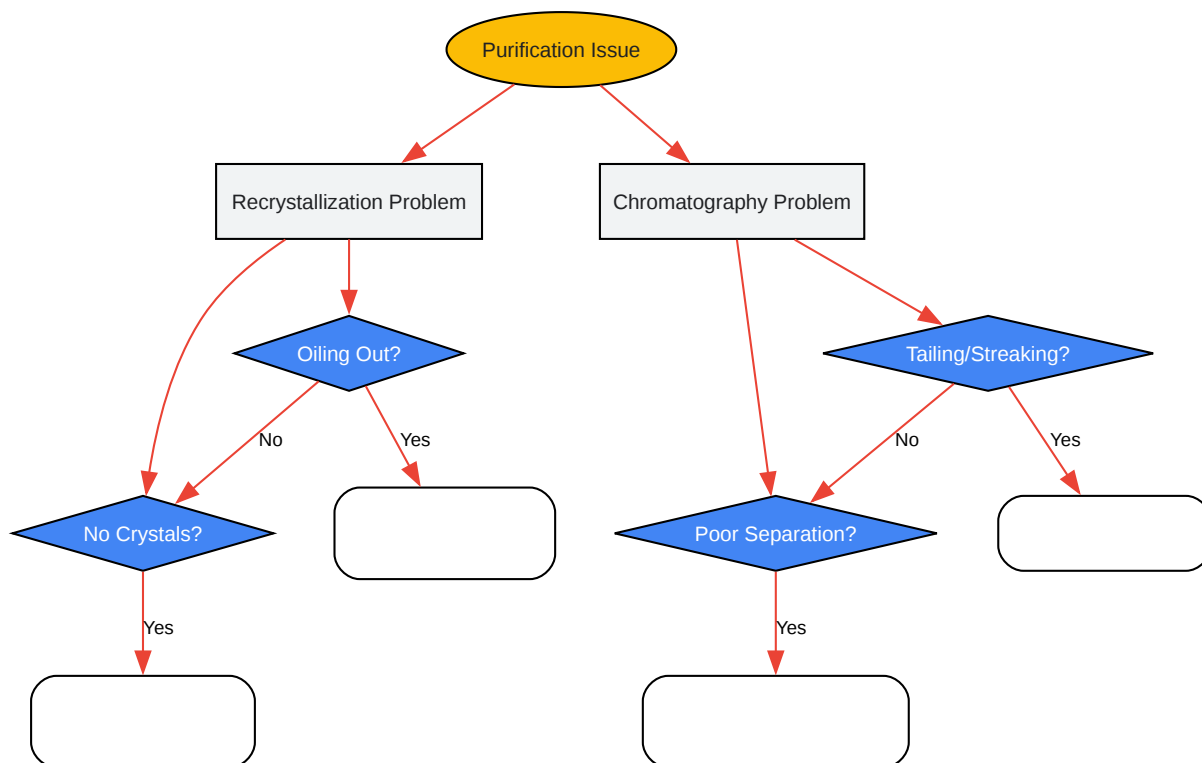 Purification Issue
Recrystallization Problem
Chromatography Problem
Oiling Out?
Tailing/Streaking?
No
Yes
No
Yes
No Crystals?
Poor Separation?
Yes
Yes